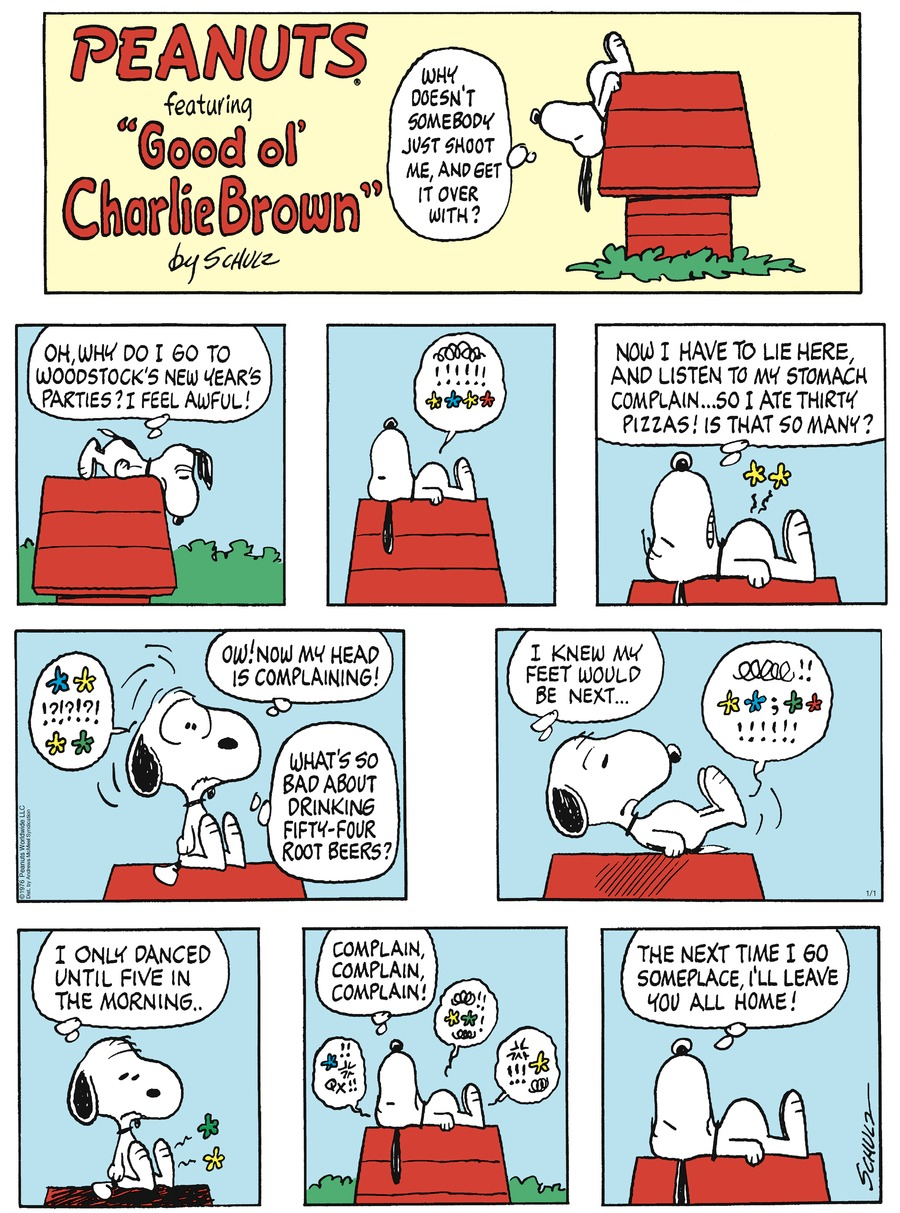 PEANUTS
®
featuring
"Good ol'
Charlie Brown"
by SCHULZ
WHY
DOESN'T
SOMEBODY
JUST SHOOT
ME, AND GET
IT OVER
WITH?
OH, WHY DO I GO TO
WOODSTOCK'S NEW YEAR'S
PARTIES? I FEEL AWFUL!
!!!!!!
NOW I HAVE TO LIE HERE,
AND LISTEN TO MY STOMACH
COMPLAIN...SO I ATE THIRTY
PIZZAS! IS THAT SO MANY?
!?!?!?!
OW! NOW MY HEAD
IS COMPLAINING!
WHAT'S SO
BAD ABOUT
DRINKING
FIFTY-FOUR
ROOT BEERS?
©1976 Peanuts Worldwide LLC
Dist. by Andrews McMeel Syndication
I KNEW MY
FEET WOULD
BE NEXT...
!!
;
!!!!!!
1/1
I ONLY DANCED
UNTIL FIVE IN
THE MORNING..
COMPLAIN,
COMPLAIN,
COMPLAIN!
!!
QX!!
!!
!!!
THE NEXT TIME I GO
SOMEPLACE, I'LL LEAVE
YOU ALL HOME!
SCHULZ